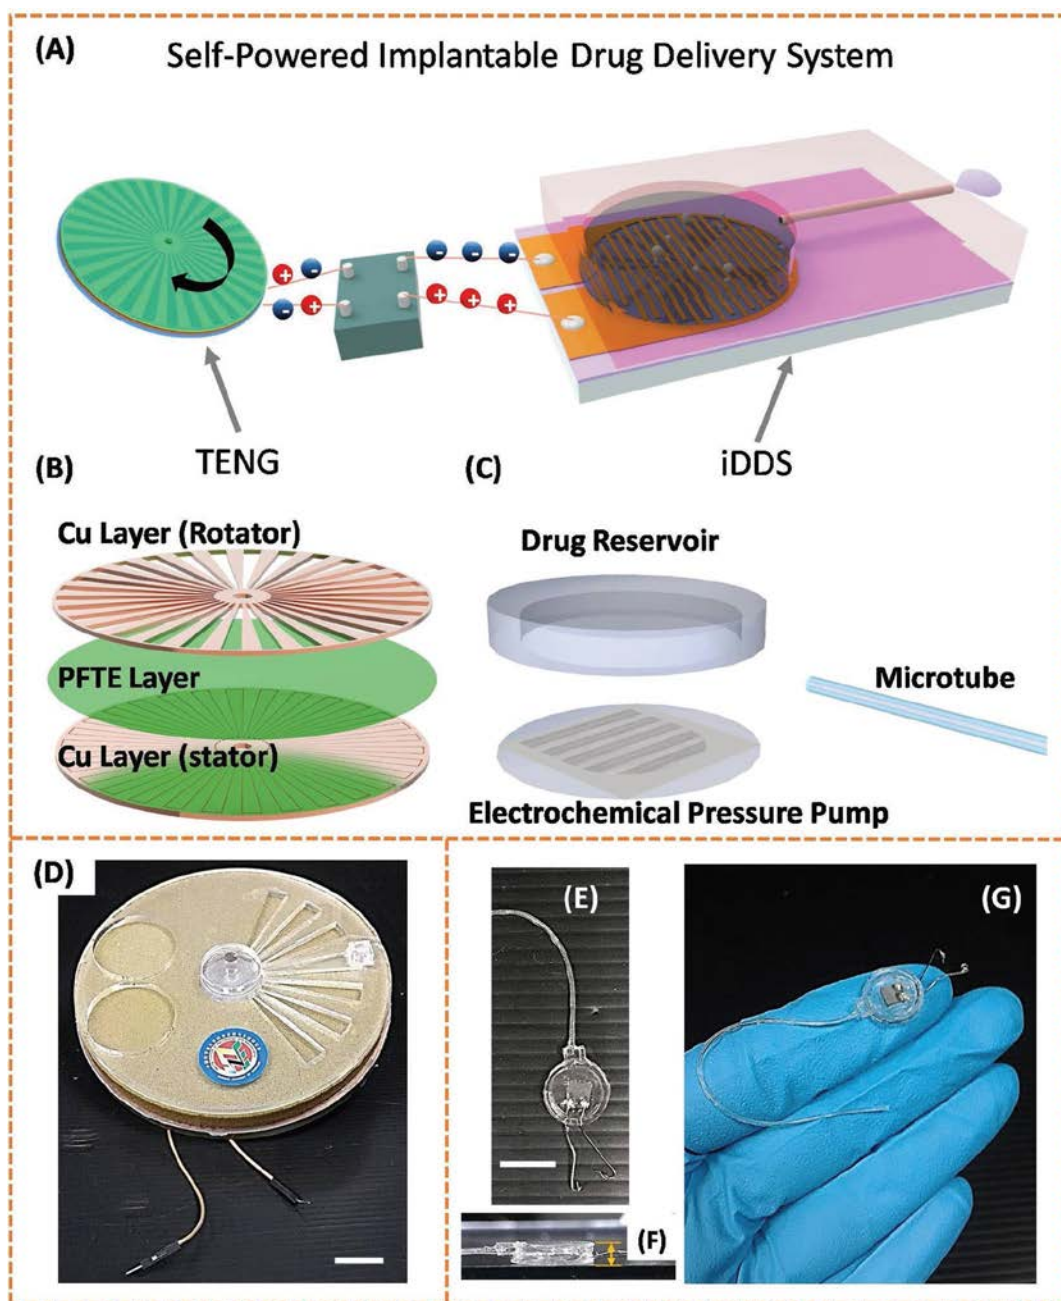 (A)
Self-Powered Implantable Drug Delivery System
TENG
iDDS
(B)
Cu Layer (Rotator)
PFTE Layer
Cu Layer (stator)
(C)
Drug Reservoir
Microtube
Electrochemical Pressure Pump
(D)
(E)
(F)
(G)